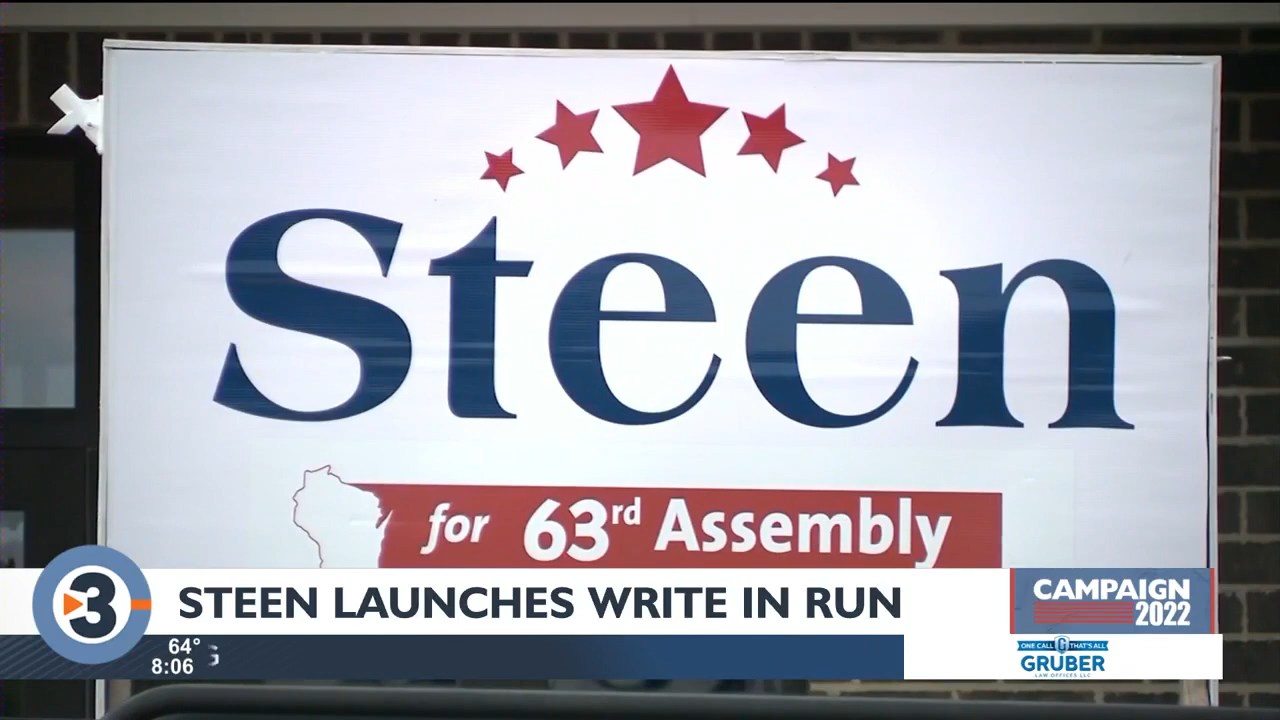 Steen
for 63rd Assembly
3
STEEN LAUNCHES WRITE IN RUN
CAMPAIGN
2022
64°
8:06
ONE CALL G THAT'S ALL
GRUBER
LAW OFFICES LLC